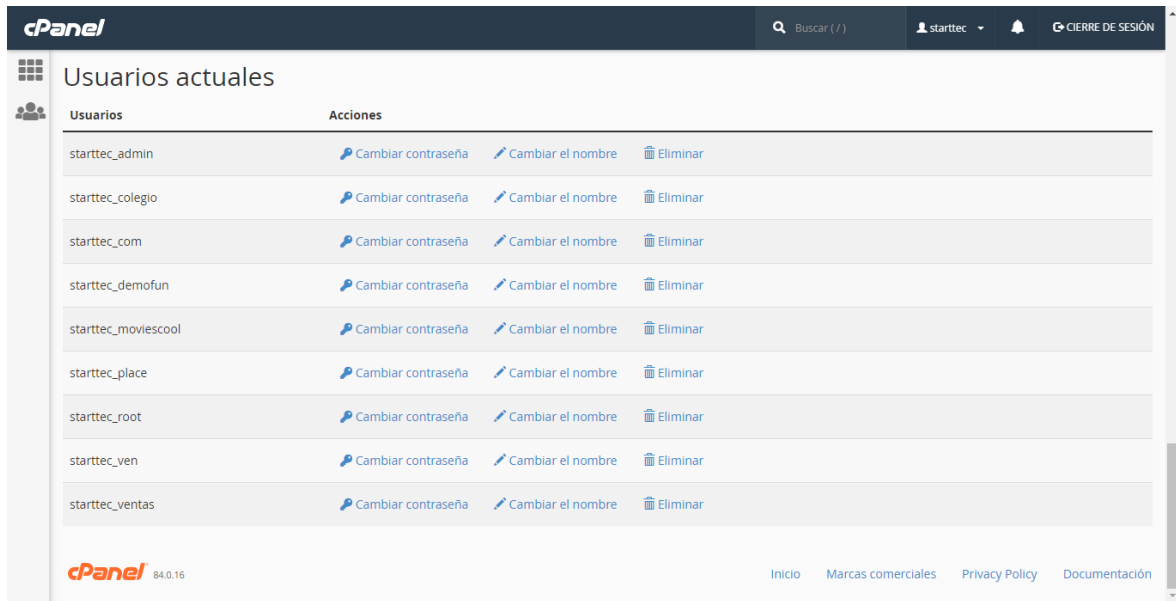 cPanel Buscar ( / ) starttec CIERRE DE SESIÓN
Usuarios actuales
Usuarios Acciones
starttec_admin Cambiar contraseña Cambiar el nombre Eliminar
starttec_colegio Cambiar contraseña Cambiar el nombre Eliminar
starttec_com Cambiar contraseña Cambiar el nombre Eliminar
starttec_demofun Cambiar contraseña Cambiar el nombre Eliminar
starttec_moviescool Cambiar contraseña Cambiar el nombre Eliminar
starttec_place Cambiar contraseña Cambiar el nombre Eliminar
starttec_root Cambiar contraseña Cambiar el nombre Eliminar
starttec_ven Cambiar contraseña Cambiar el nombre Eliminar
starttec_ventas Cambiar contraseña Cambiar el nombre Eliminar
cPanel 84.0.16 Inicio Marcas comerciales Privacy Policy Documentación